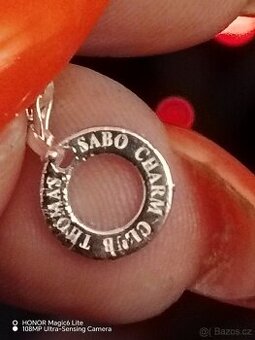 THOMAS SABO CHARM CLUB
HONOR Magic6 Lite
108MP Ultra-Sensing Camera
Bazos.cz